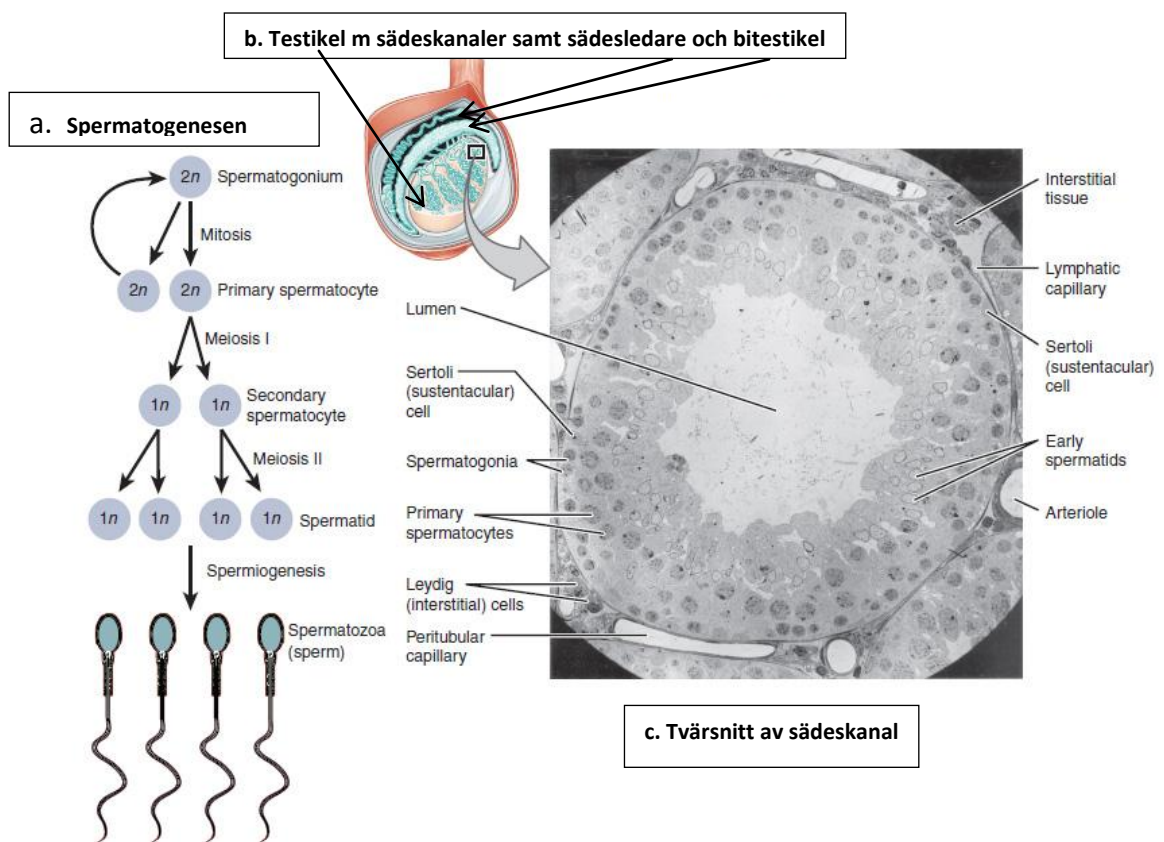 b. Testikel m sädeskanaler samt sädesledare och bitestikel
a. Spermatogenesen
2n
Spermatogonium
Mitosis
2n
2n
Primary spermatocyte
Meiosis I
1n
1n
Secondary
spermatocyte
Meiosis II
1n
1n
1n
1n
Spermatid
Spermiogenesis
Spermatozoa
(sperm)
Lumen
Sertoli
(sustentacular)
cell
Spermatogonia
Primary
spermatocytes
Leydig
(interstitial) cells
Peritubular
capillary
Interstitial
tissue
Lymphatic
capillary
Sertoli
(sustentacular)
cell
Early
spermatids
Arteriole
c. Tvärsnitt av sädeskanal